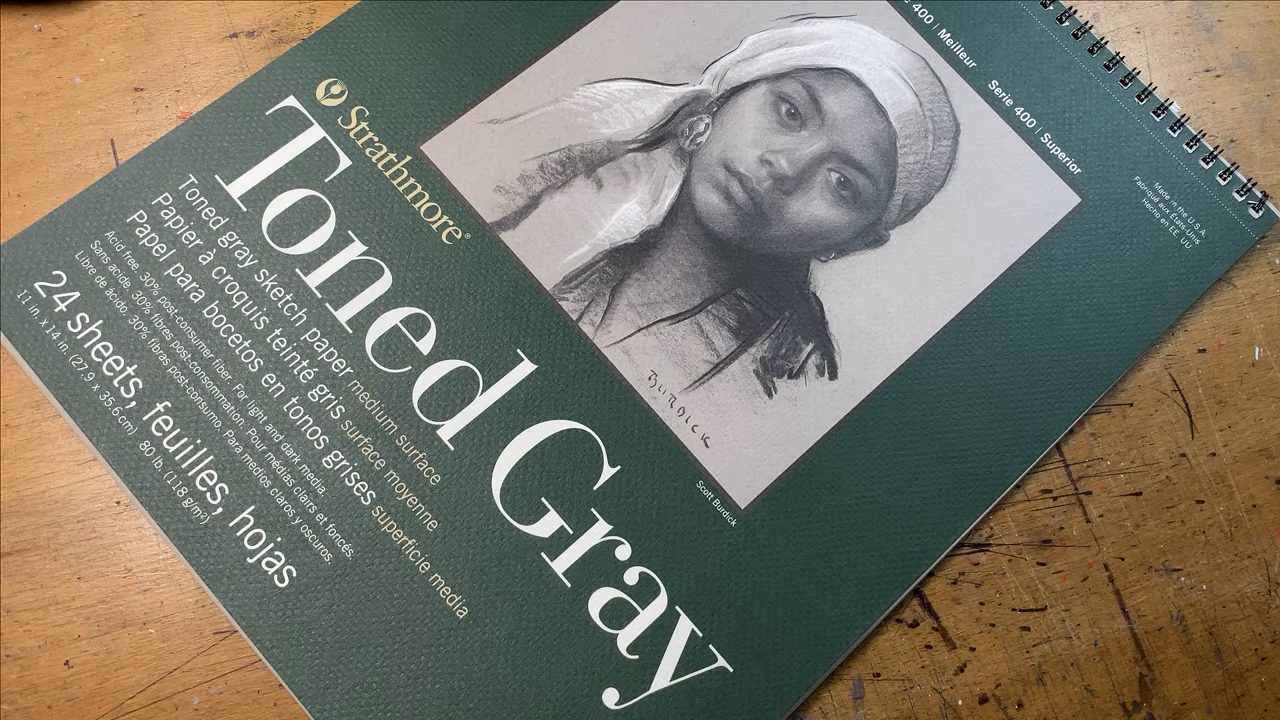 e 400 | Meilleur
Serie 400 | Superior
Made in the U.S.A.
Fabriqué aux États-Unis
Hecho en EE. UU.
BURDICK
Scott Burdick
Strathmore®
Toned Gray
Toned gray sketch paper medium surface
Papier à croquis teinté gris surface moyenne
Papel para bocetos en tonos grises superficie media
Acid free. 30% post-consumer fiber. For light and dark media
Sans acide. 30% fibres post-consommation. Pour médias clairs et foncés.
Libre de ácido. 30% fibras post-consumo. Para medios claros y oscuros.
24 sheets, feuilles, hojas
11 in. x 14 in. (27.9 x 35.6 cm) 80 lb. (118 g/m²)